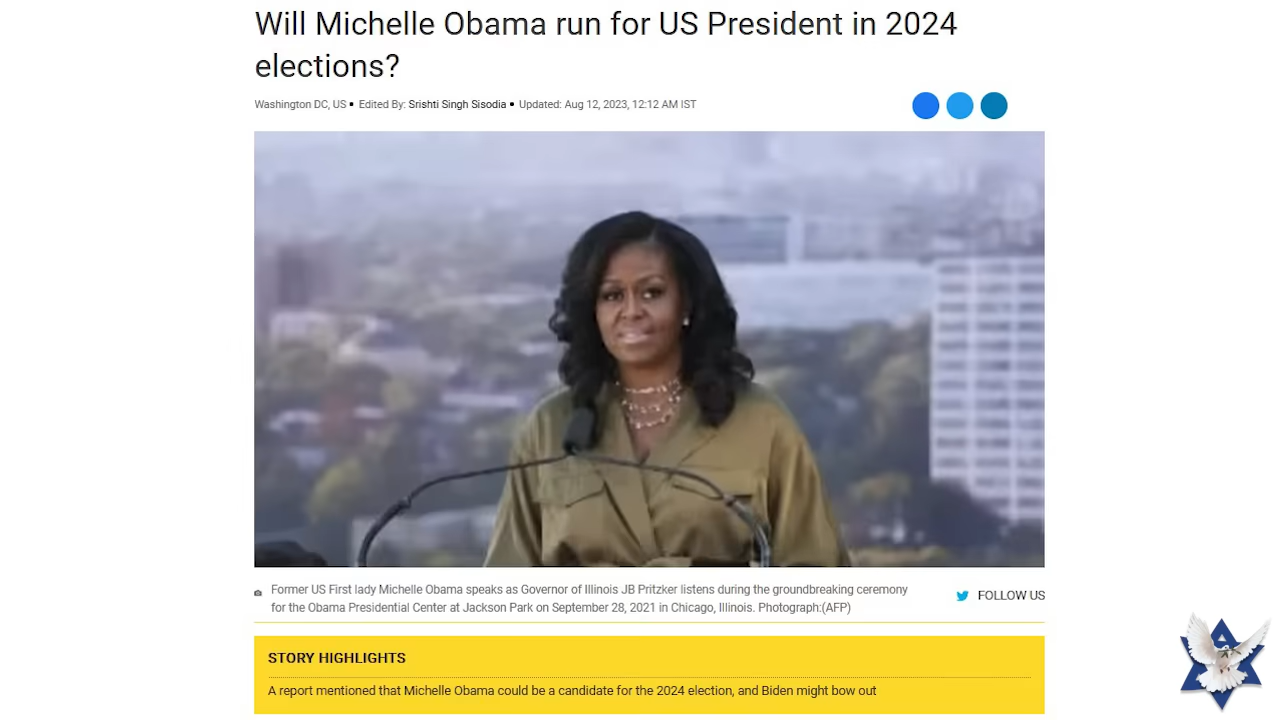 Will Michelle Obama run for US President in 2024
elections?
Washington DC, US ▪ Edited By: Srishti Singh Sisodia ▪ Updated: Aug 12, 2023, 12:12 AM IST
Former US First lady Michelle Obama speaks as Governor of Illinois JB Pritzker listens during the groundbreaking ceremony
for the Obama Presidential Center at Jackson Park on September 28, 2021 in Chicago, Illinois. Photograph:(AFP)
FOLLOW US
STORY HIGHLIGHTS
A report mentioned that Michelle Obama could be a candidate for the 2024 election, and Biden might bow out